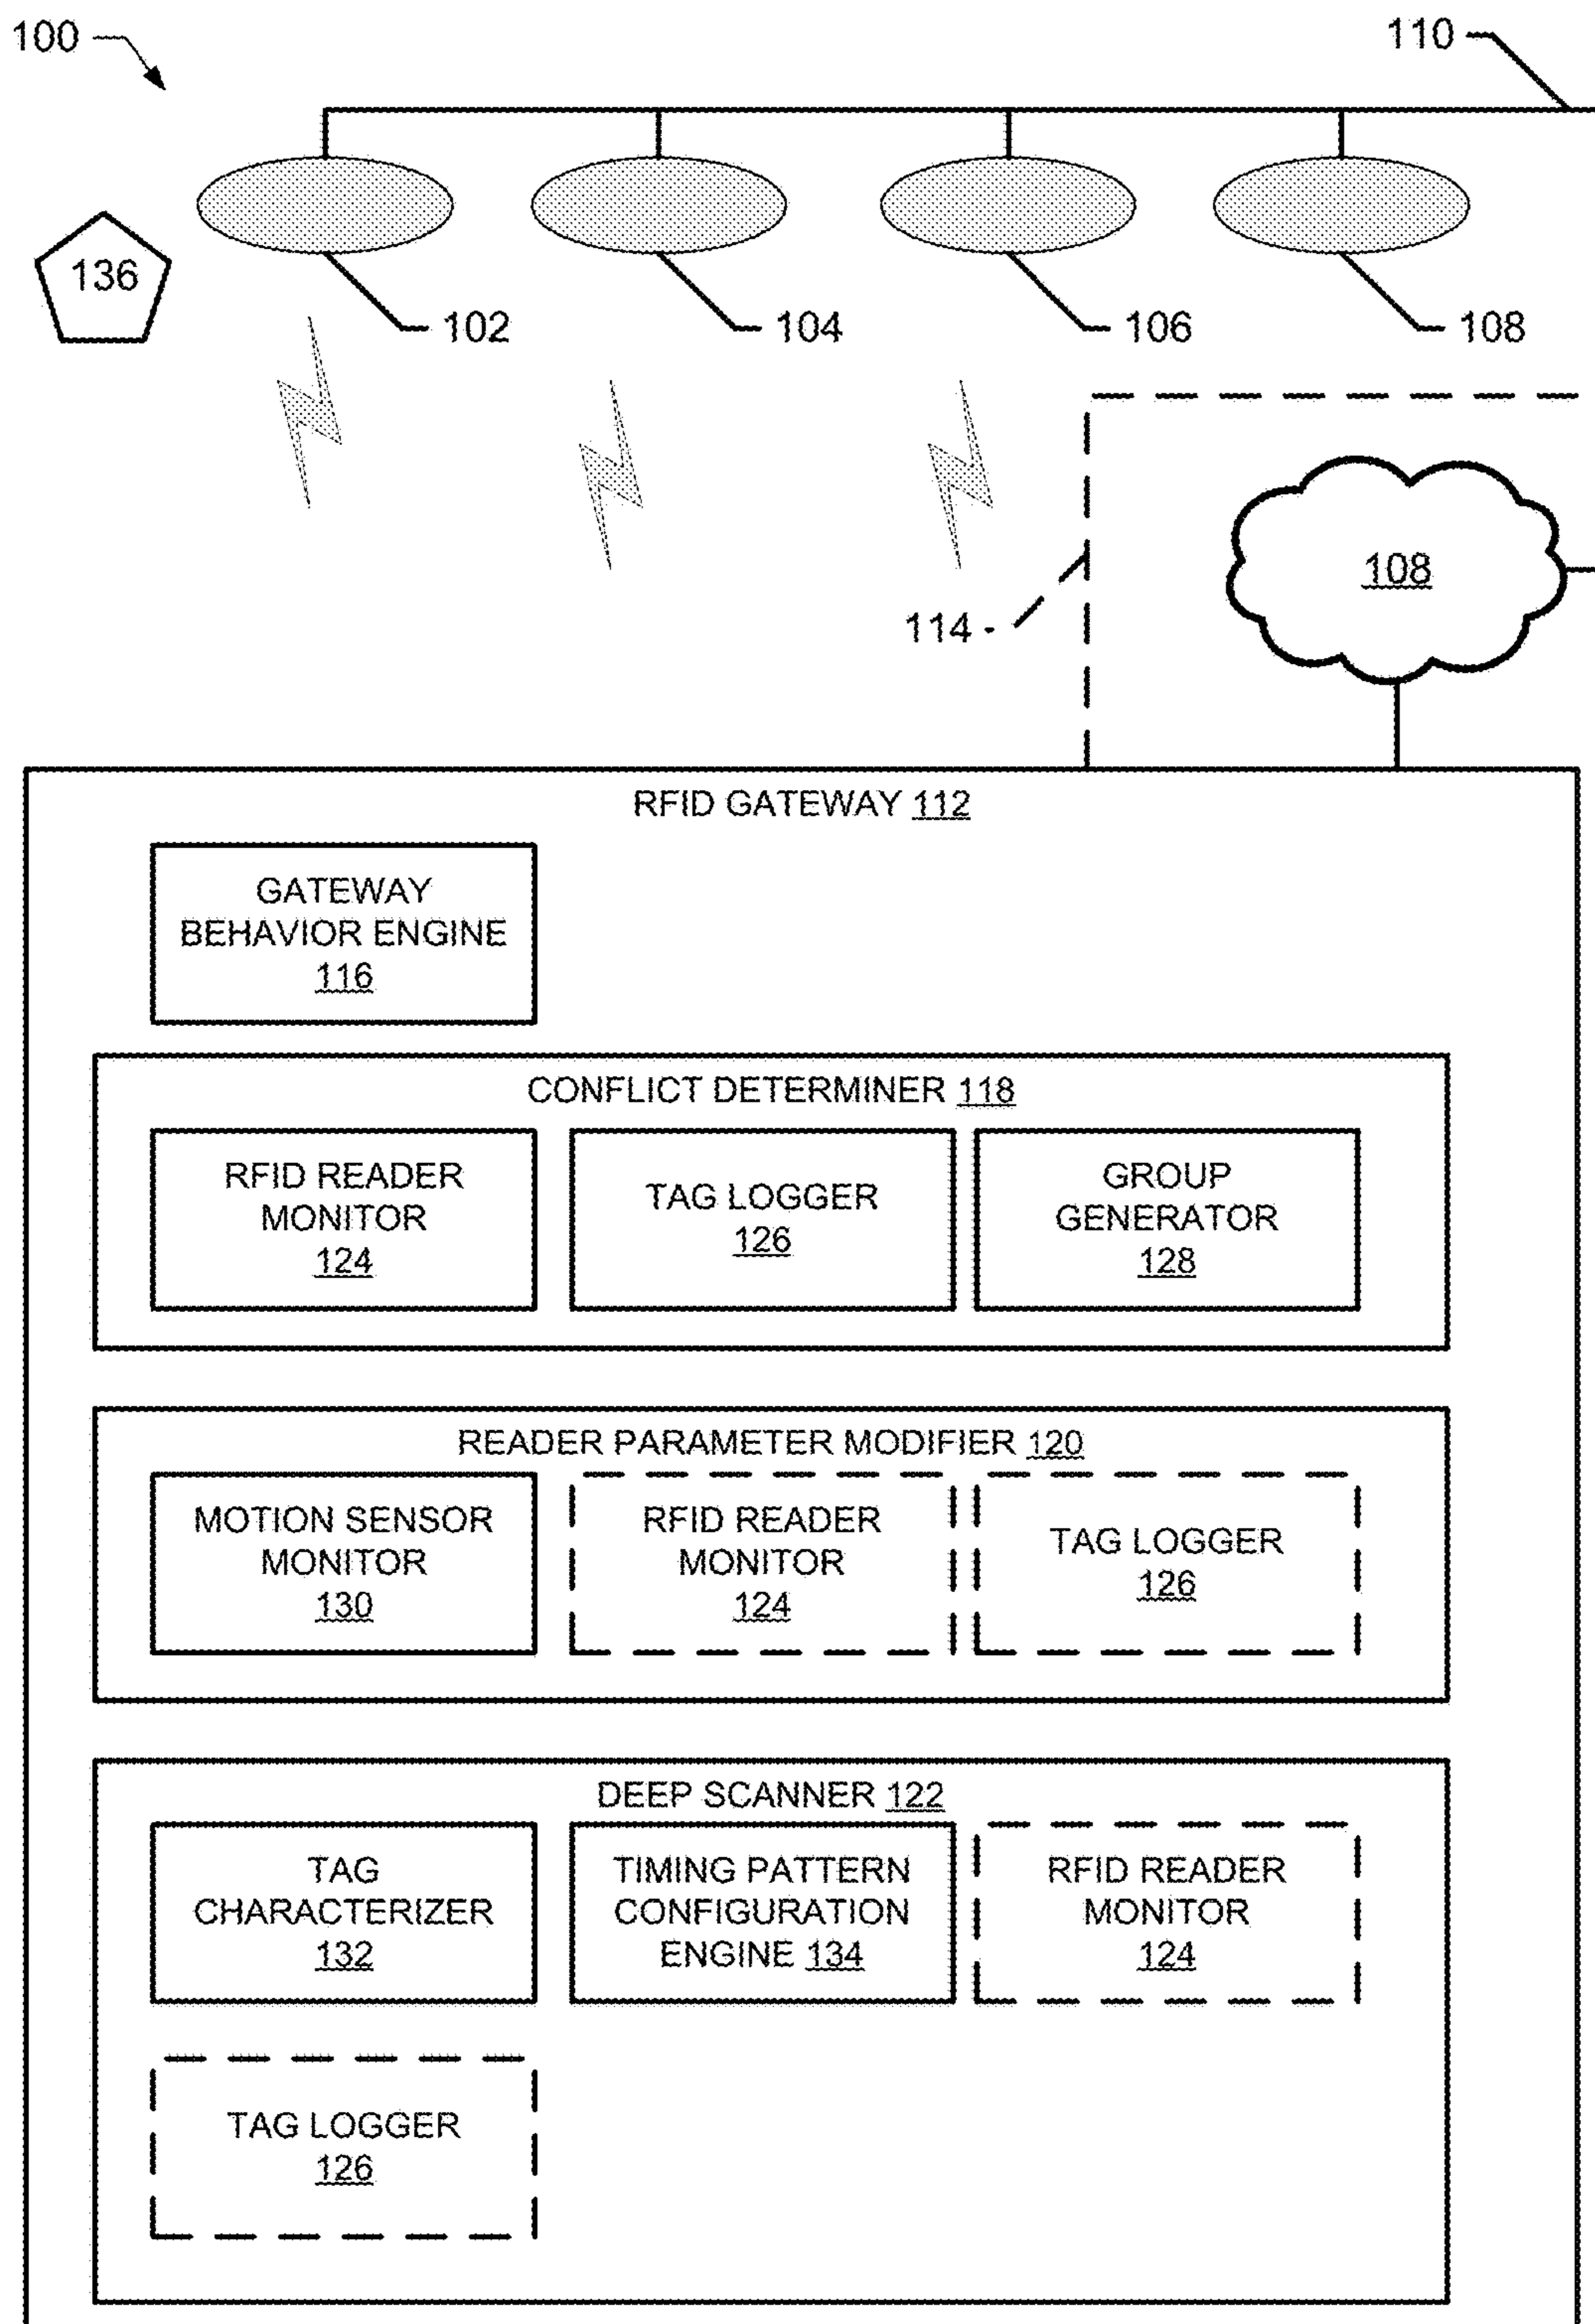 100
110
136
102
104
106
108
108
114
RFID GATEWAY 112
GATEWAY
BEHAVIOR ENGINE
116
CONFLICT DETERMINER 118
RFID READER
MONITOR
124
TAG LOGGER
126
GROUP
GENERATOR
128
READER PARAMETER MODIFIER 120
MOTION SENSOR
MONITOR
130
RFID READER
MONITOR
124
TAG LOGGER
126
DEEP SCANNER 122
TAG
CHARACTERIZER
132
TIMING PATTERN
CONFIGURATION
ENGINE 134
RFID READER
MONITOR
124
TAG LOGGER
126